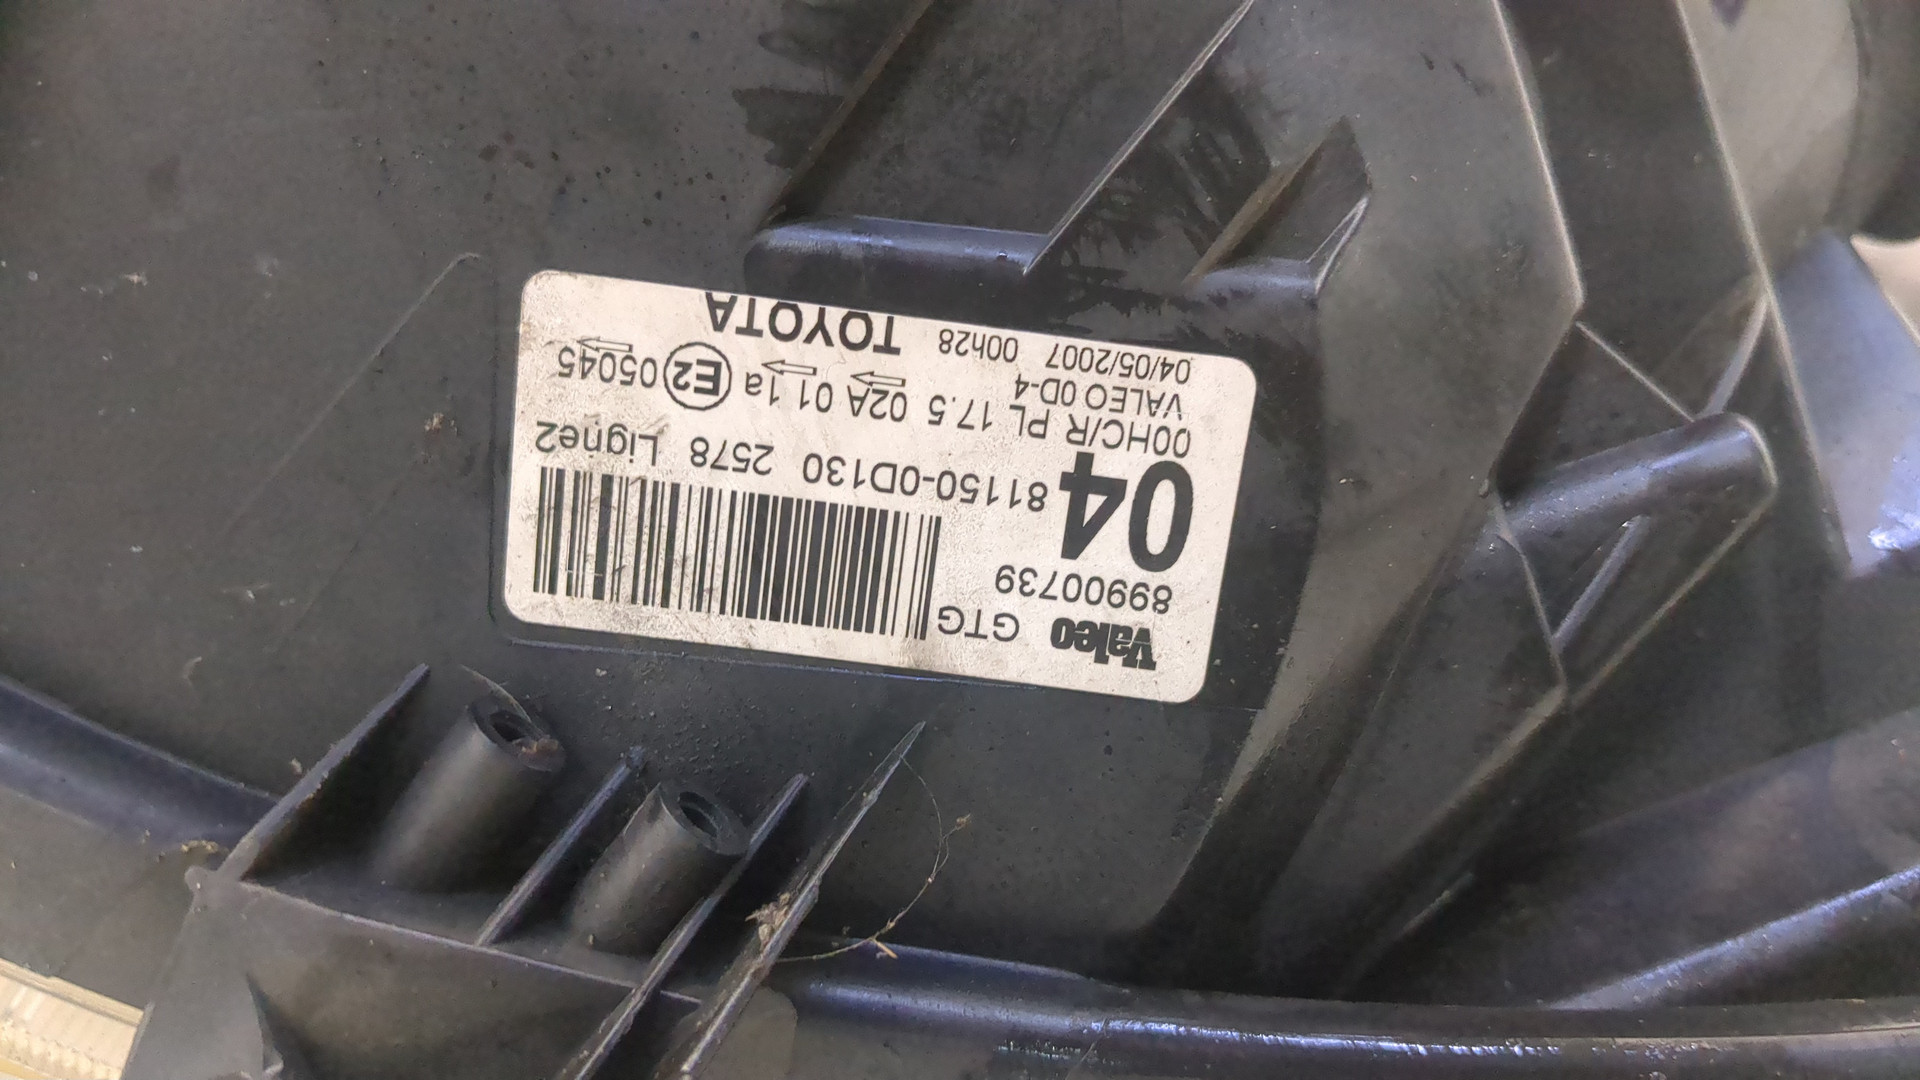 Valeo GTG
89900739
04 81150-0D130 2578 Ligne2
00HC/R PL 17.5 02A 01 1a E2 05045
VALEO 0D-4
04/05/2007 00h28 TOYOTA